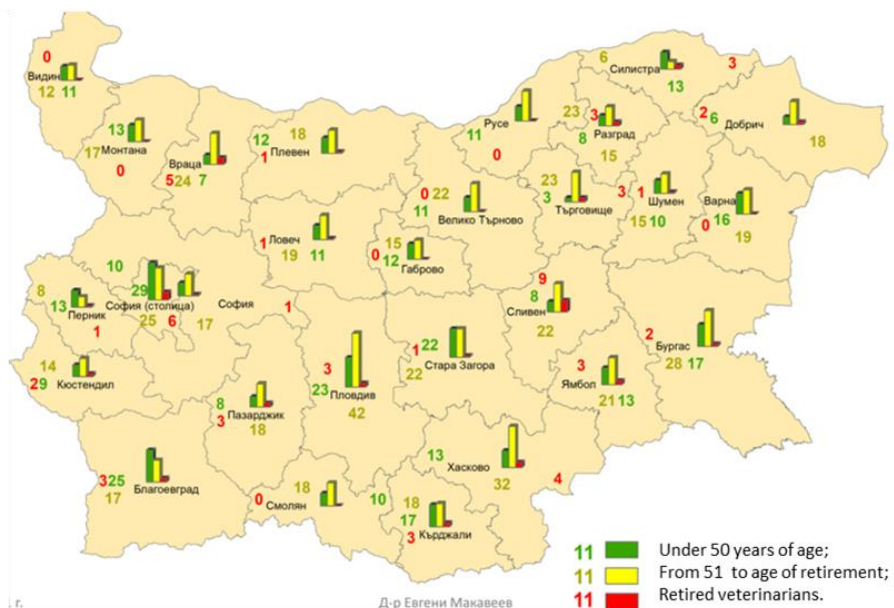 0
Видин
12 11
13
17 Монтана
0
Враца
5 24 7
12 18
1 Плевен
11 Русе
0
23 3
Разград
8
15
6 Силистра 3
13
2 6 Добрич
18
0 22
11
Велико Търново
23
3
Търговище
3 1
Шумен
15 10
Варна
0 16
19
1 Ловеч
19 11
15
0 12
Габрово
10
29
София (столица)
25 6
София
17
1
8
13
Перник
1
14
29
Кюстендил
9
8
Сливен
22
2 Бургас
28 17
3
Ямбол
21 13
1 22
Стара Загора
22
3
23 Пловдив
42
8
Пазарджик
3
18
3 25
Благоевград
17
0 Смолян 18
10
13 Хасково
32
4
18
17
Кърджали
3
11 Under 50 years of age;
11 From 51 to age of retirement;
11 Retired veterinarians.
г.
Д-р Евгени Макавеев